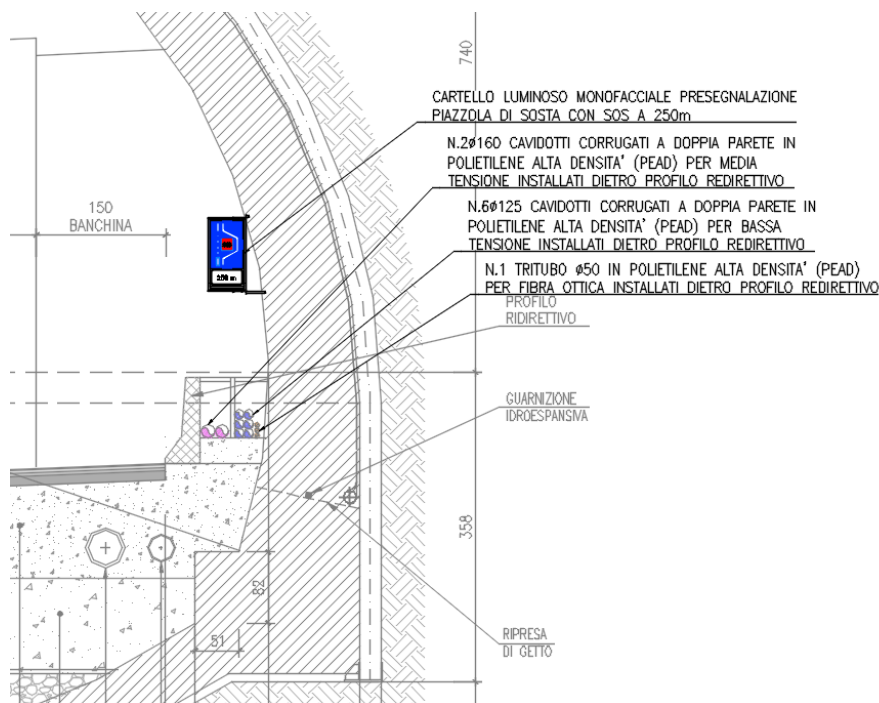 740
CARTELLO LUMINOSO MONOFACCIALE PRESEGNALAZIONE
PIAZZOLA DI SOSTA CON SOS A 250m
N.2ø160 CAVIDOTTI CORRUGATI A DOPPIA PARETE IN
POLIETILENE ALTA DENSITA' (PEAD) PER MEDIA
TENSIONE INSTALLATI DIETRO PROFILO REDIRETTIVO
N.6ø125 CAVIDOTTI CORRUGATI A DOPPIA PARETE IN
POLIETILENE ALTA DENSITA' (PEAD) PER BASSA
TENSIONE INSTALLATI DIETRO PROFILO REDIRETTIVO
N.1 TRITUBO ø50 IN POLIETILENE ALTA DENSITA' (PEAD)
PER FIBRA OTTICA INSTALLATI DIETRO PROFILO REDIRETTIVO
150
BANCHINA
250 m
PROFILO
RIDIRETTIVO
GUARNIZIONE
IDROESPANSIVA
358
82
51
RIPRESA
DI GETTO